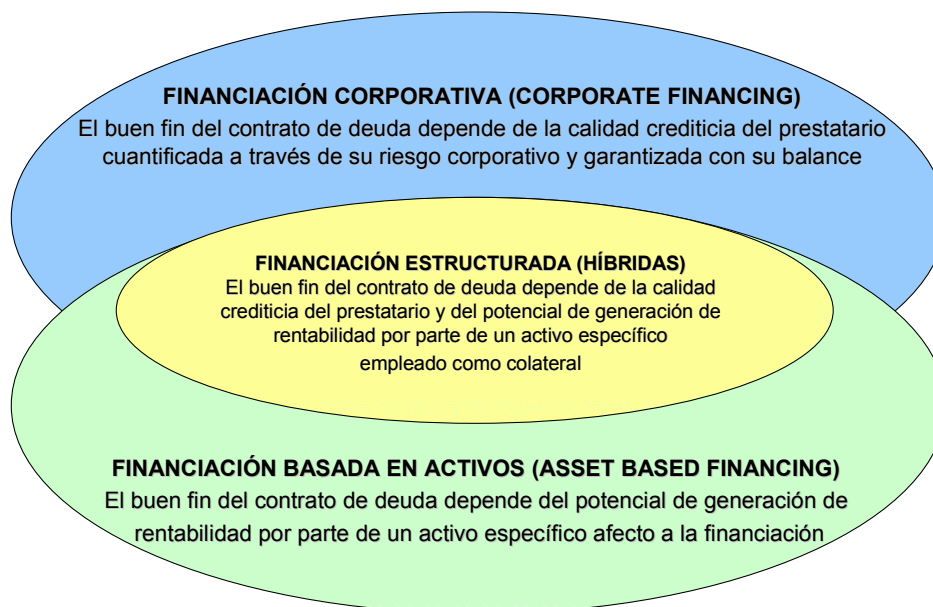 FINANCIACIÓN CORPORATIVA (CORPORATE FINANCING)
El buen fin del contrato de deuda depende de la calidad crediticia del prestatario
cuantificada a través de su riesgo corporativo y garantizada con su balance
FINANCIACIÓN ESTRUCTURADA (HÍBRIDAS)
El buen fin del contrato de deuda depende de la calidad
crediticia del prestatario y del potencial de generación de
rentabilidad por parte de un activo específico
empleado como colateral
FINANCIACIÓN BASADA EN ACTIVOS (ASSET BASED FINANCING)
El buen fin del contrato de deuda depende del potencial de generación de
rentabilidad por parte de un activo específico afecto a la financiación